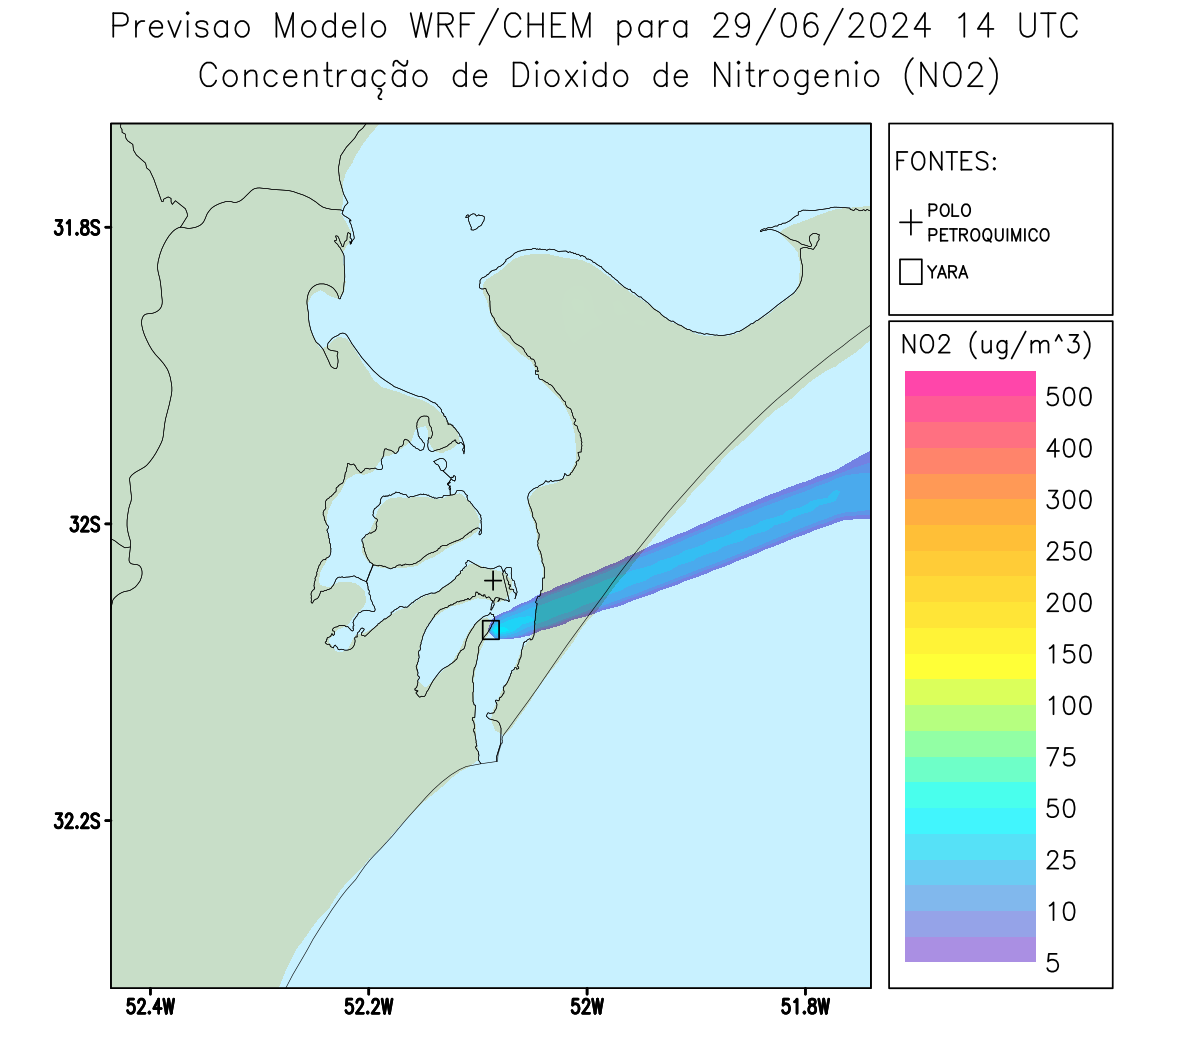 Previsao Modelo WRF/CHEM para 29/06/2024 14 UTC
Concentração de Dioxido de Nitrogenio (NO2)
FONTES:
POLO
PETROQUIMICO
YARA
NO2 (ug/m^3)
500
400
300
250
200
150
100
75
50
25
10
5
31.8S
32S
32.2S
52.4W
52.2W
52W
51.8W